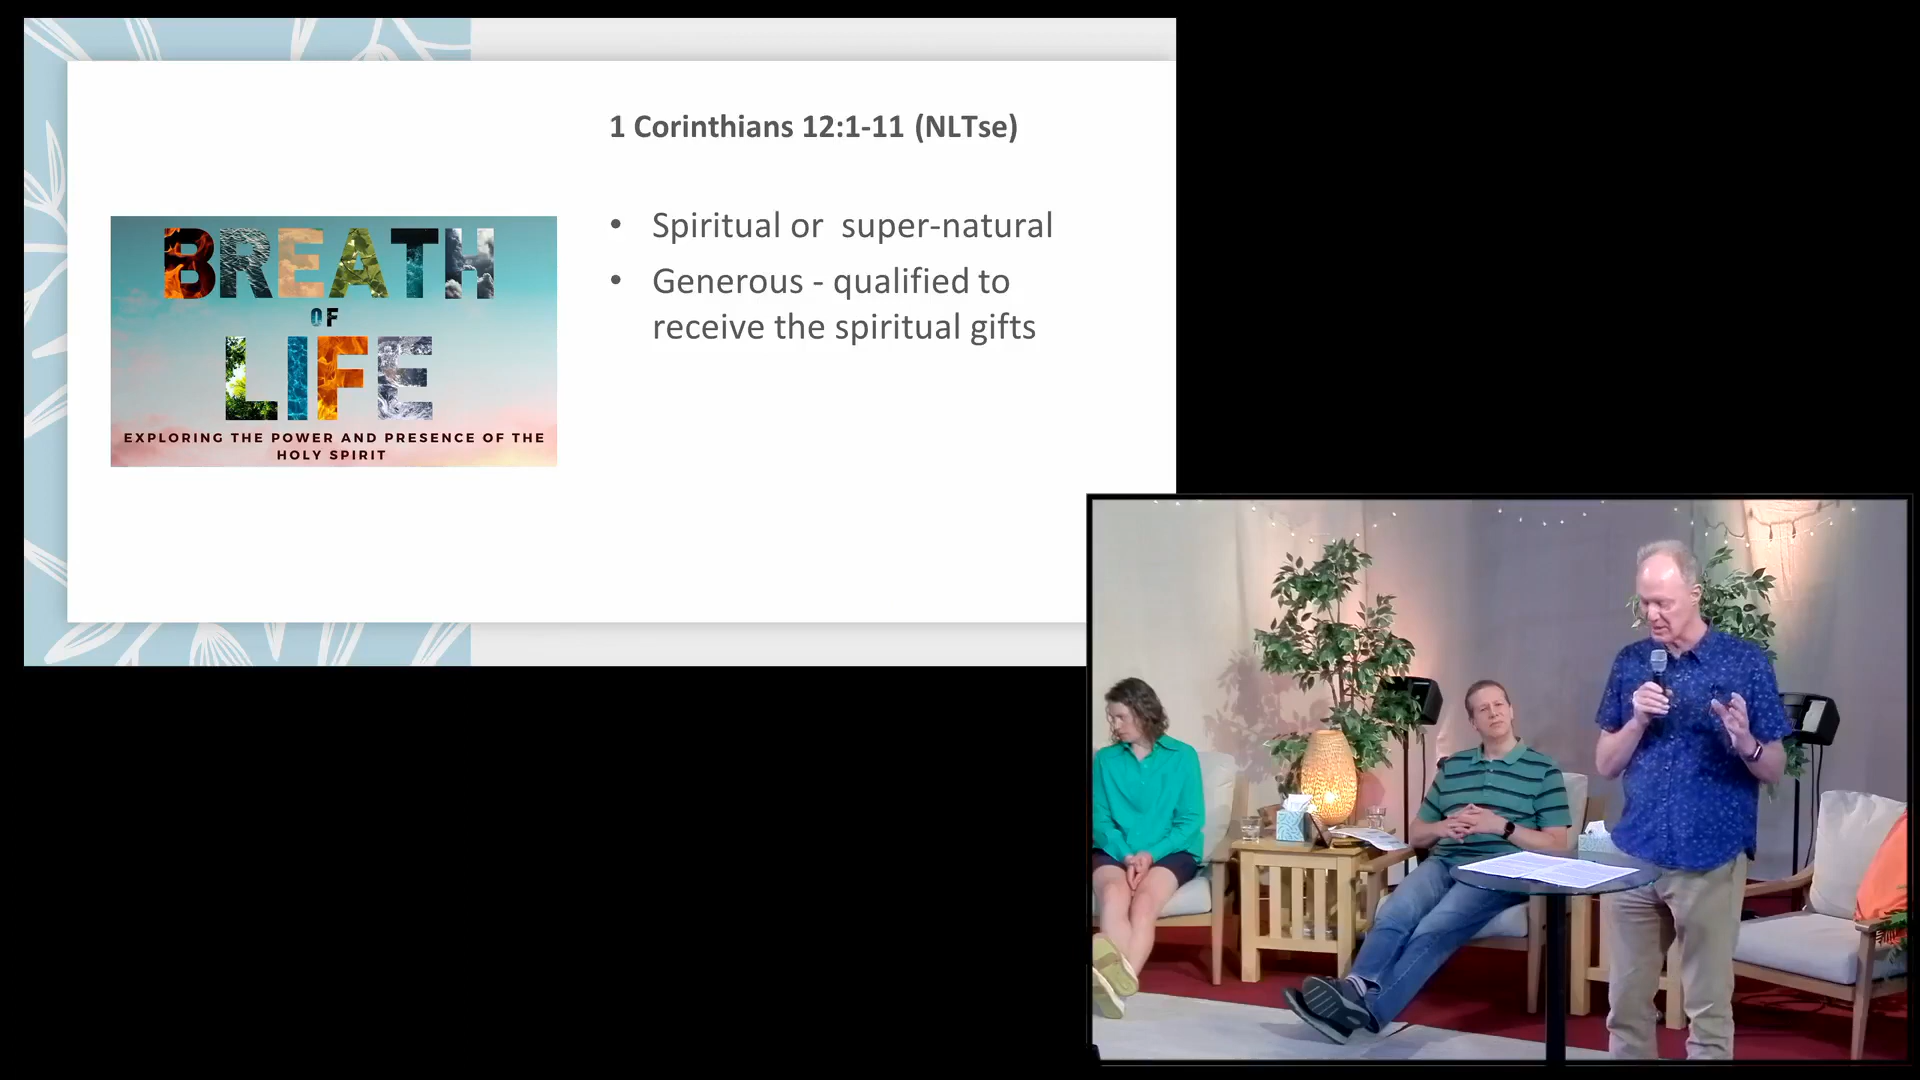 1 Corinthians 12:1-11 (NLTse)
• Spiritual or  super-natural
• Generous - qualified to
receive the spiritual gifts
BREATH
OF
LIFE
EXPLORING THE POWER AND PRESENCE OF THE
HOLY SPIRIT